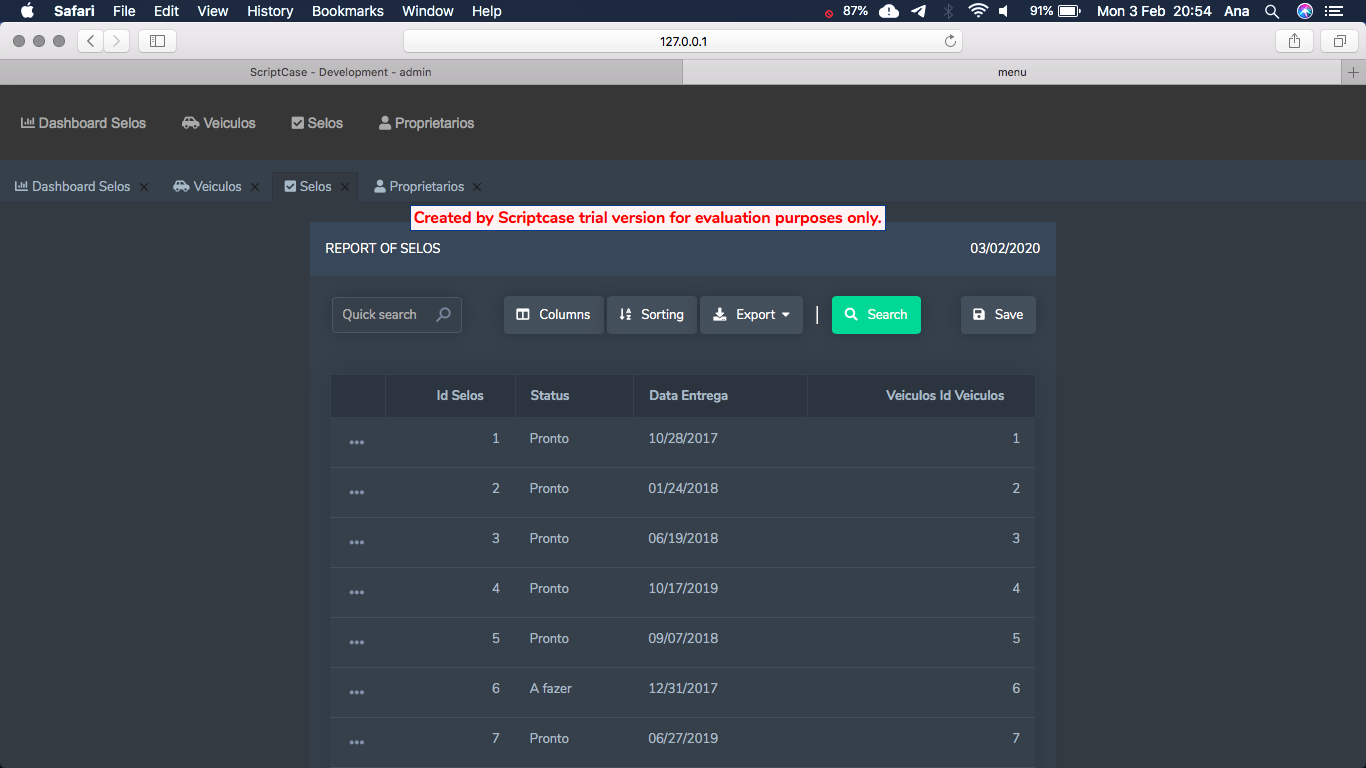 Safari File Edit View History Bookmarks Window Help 87% 91% Mon 3 Feb 20:54 Ana
127.0.0.1
ScriptCase - Development - admin menu
Dashboard Selos Veiculos Selos Proprietarios
Dashboard Selos Veiculos Selos Proprietarios
Created by Scriptcase trial version for evaluation purposes only.
REPORT OF SELOS 03/02/2020
Quick search Columns Sorting Export | Search Save
Id Selos Status Data Entrega Veiculos Id Veiculos
1 Pronto 10/28/2017 1
2 Pronto 01/24/2018 2
3 Pronto 06/19/2018 3
4 Pronto 10/17/2019 4
5 Pronto 09/07/2018 5
6 A fazer 12/31/2017 6
7 Pronto 06/27/2019 7